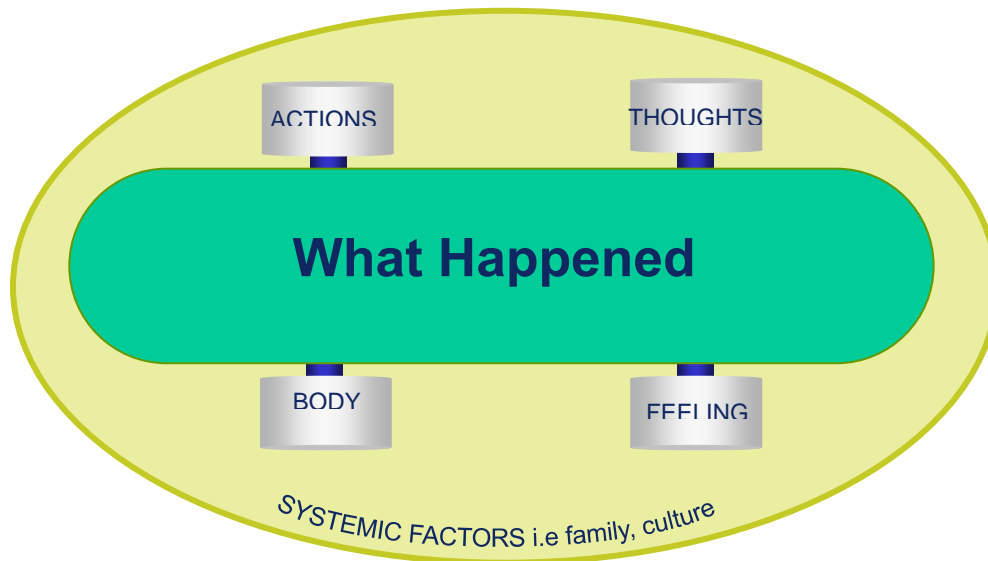 ACTIONS
THOUGHTS
What Happened
BODY
FEELING
SYSTEMIC FACTORS i.e family, culture